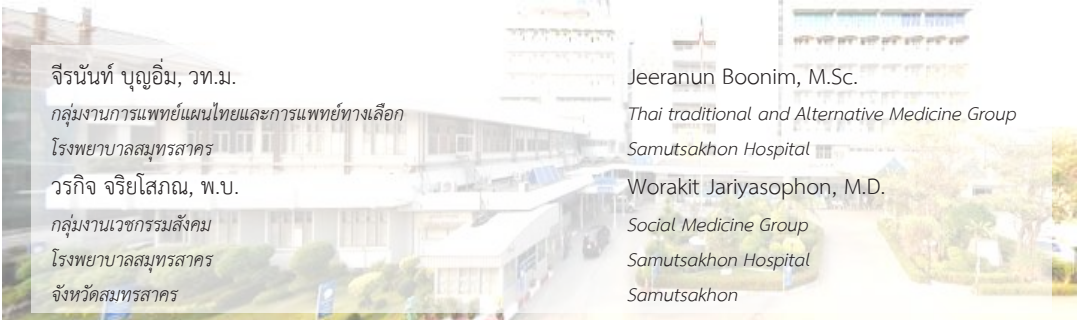 จีรนันท์ บุญอิ่ม, วท.ม.
กลุ่มงานการแพทย์แผนไทยและการแพทย์ทางเลือก
โรงพยาบาลสมุทรสาคร
วรกิจ จริยโสภณ, พ.บ.
กลุ่มงานเวชกรรมสังคม
โรงพยาบาลสมุทรสาคร
จังหวัดสมุทรสาคร
Jeeranun Boonim, M.Sc.
Thai traditional and Alternative Medicine Group
Samutsakhon Hospital
Worakit Jariyasophon, M.D.
Social Medicine Group
Samutsakhon Hospital
Samutsakhon